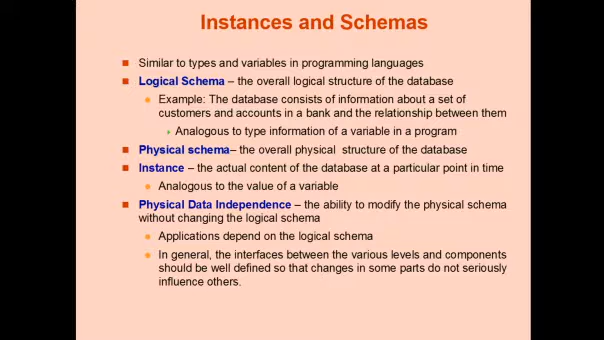 Instances and Schemas
Similar to types and variables in programming languages
Logical Schema – the overall logical structure of the database
Example: The database consists of information about a set of
customers and accounts in a bank and the relationship between them
Analogous to type information of a variable in a program
Physical schema– the overall physical structure of the database
Instance – the actual content of the database at a particular point in time
Analogous to the value of a variable
Physical Data Independence – the ability to modify the physical schema
without changing the logical schema
Applications depend on the logical schema
In general, the interfaces between the various levels and components
should be well defined so that changes in some parts do not seriously
influence others.